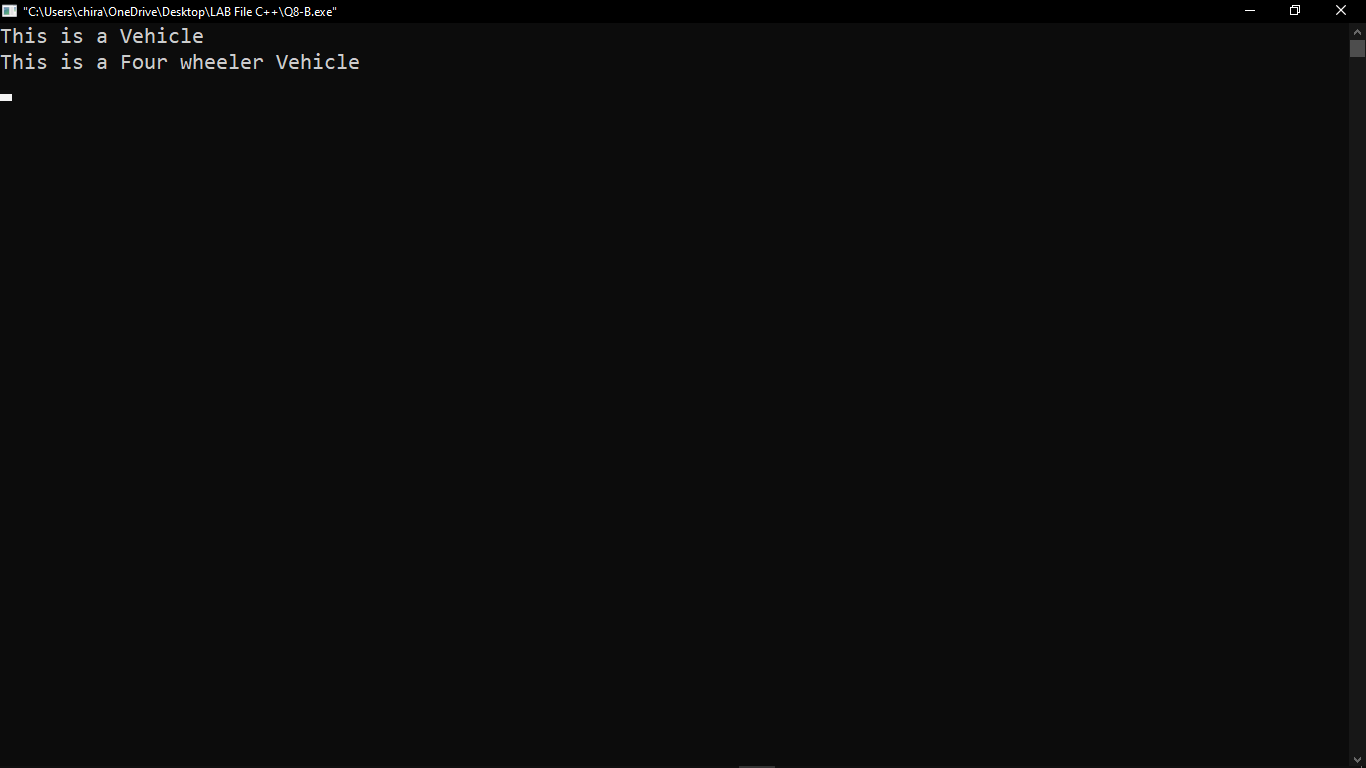 "C:\Users\chira\OneDrive\Desktop\LAB File C++\Q8-B.exe"
This is a Vehicle
This is a Four wheeler Vehicle